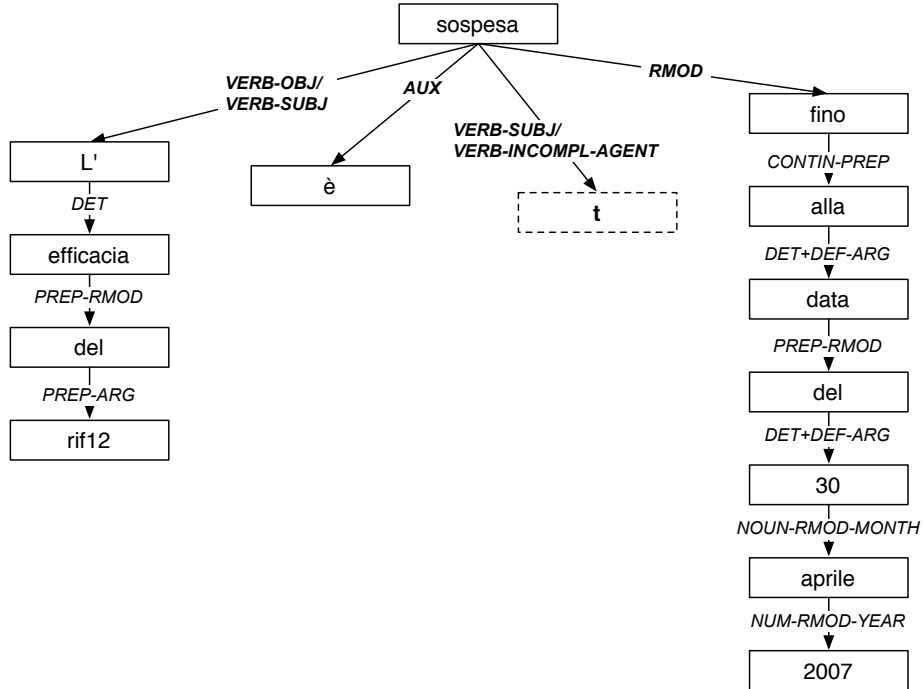 sospesa
VERB-OBJ/
VERB-SUBJ
AUX
RMOD
VERB-SUBJ/
VERB-INCOMPL-AGENT
L'
DET
efficacia
PREP-RMOD
del
PREP-ARG
rif12
è
t
fino
CONTIN-PREP
alla
DET+DEF-ARG
data
PREP-RMOD
del
DET+DEF-ARG
30
NOUN-RMOD-MONTH
aprile
NUM-RMOD-YEAR
2007